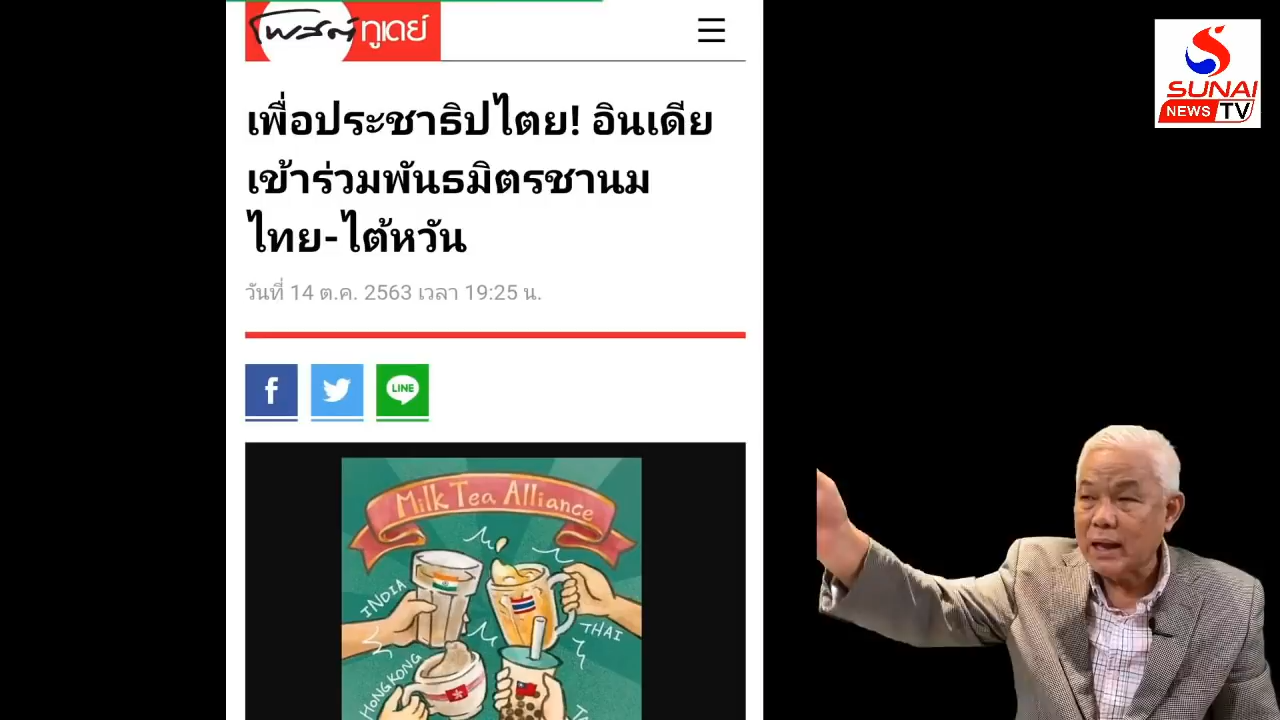 โพสต์ทูเดย์
SUNAI
NEWS TV
เพื่อประชาธิปไตย! อินเดีย
เข้าร่วมพันธมิตรชานม
ไทย-ไต้หวัน
วันที่ 14 ต.ค. 2563 เวลา 19:25 น.
f
LINE
Milk Tea Alliance
INDIA
THAI
HONGKONG